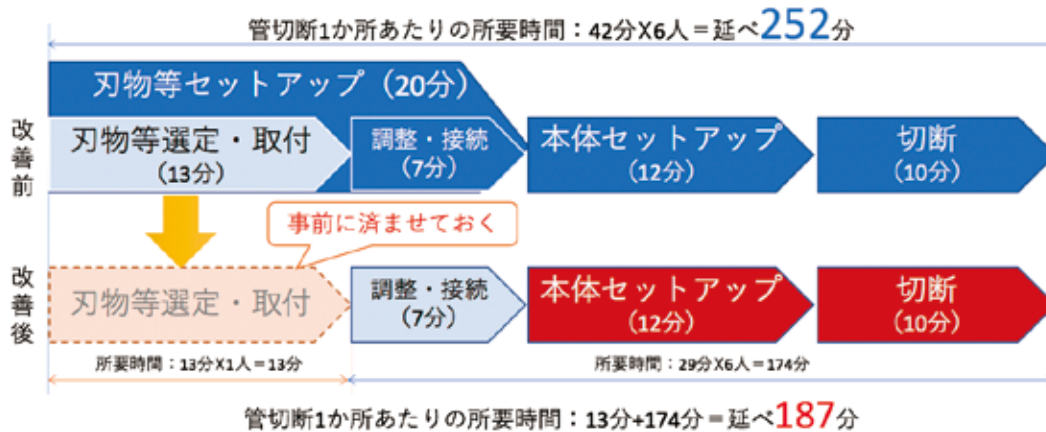 管切断1か所あたりの所要時間：42分X6人＝延べ252分
刃物等セットアップ（20分）
改善前
刃物等選定・取付
（13分）
調整・接続
（7分）
本体セットアップ
（12分）
切断
（10分）
事前に済ませておく
改善後
刃物等選定・取付
調整・接続
（7分）
本体セットアップ
（12分）
切断
（10分）
所要時間：13分X1人＝13分
所要時間：29分X6人＝174分
管切断1か所あたりの所要時間：13分+174分＝延べ187分